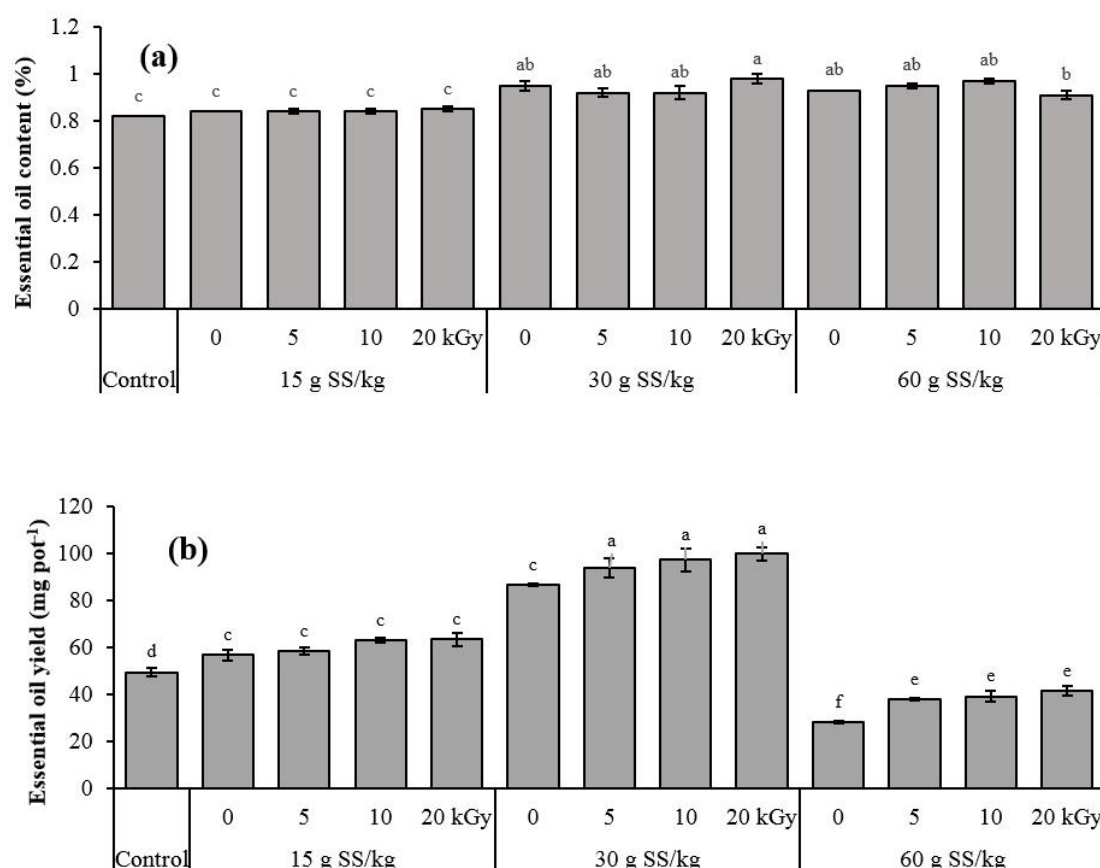 1.2
(a)
1
0.8
0.6
0.4
0.2
0
Essential oil content (%)
c c c c c ab ab ab a ab ab ab b
0 5 10 20 kGy 0 5 10 20 kGy 0 5 10 20 kGy
Control 15 g SS/kg 30 g SS/kg 60 g SS/kg
120
(b)
100
80
60
40
20
0
Essential oil yield (mg pot⁻¹)
d c c c c c a a a f e e e
0 5 10 20 kGy 0 5 10 20 kGy 0 5 10 20 kGy
Control 15 g SS/kg 30 g SS/kg 60 g SS/kg